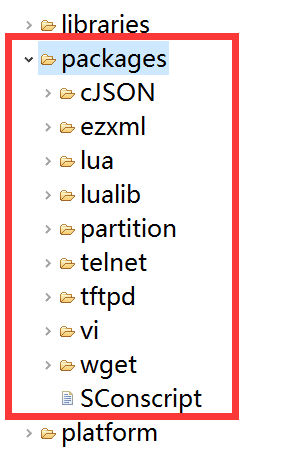 libraries
packages
cJSON
ezxml
lua
lualib
partition
telnet
tftpd
vi
wget
SConscript
platform